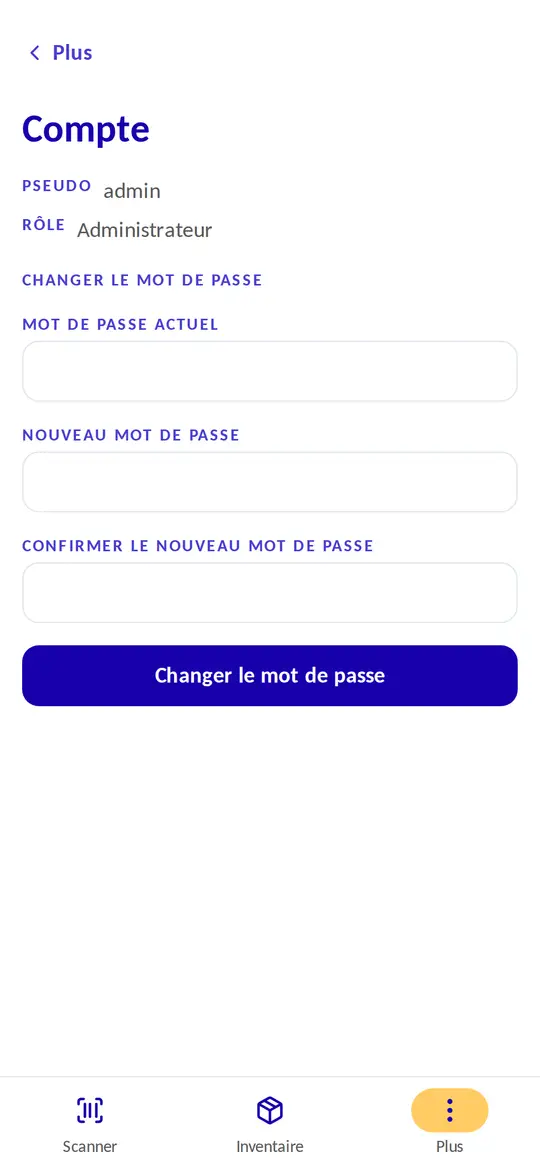 Plus
Compte
PSEUDO admin
RÔLE Administrateur
CHANGER LE MOT DE PASSE
MOT DE PASSE ACTUEL
NOUVEAU MOT DE PASSE
CONFIRMER LE NOUVEAU MOT DE PASSE
Changer le mot de passe
Scanner Inventaire Plus